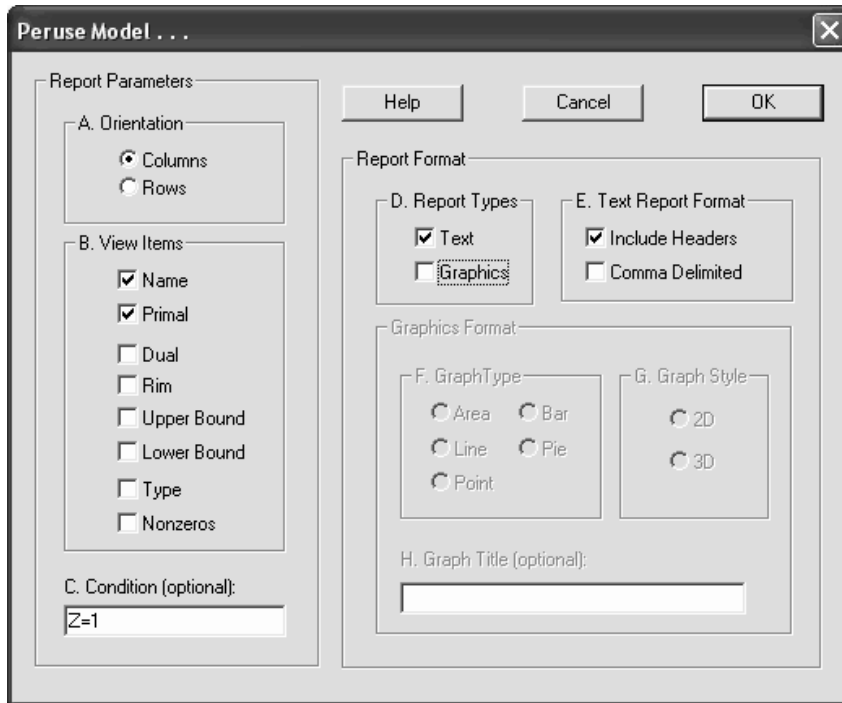 Peruse Model . . .
Report Parameters
A. Orientation
Columns
Rows
B. View Items
Name
Primal
Dual
Rim
Upper Bound
Lower Bound
Type
Nonzeros
C. Condition (optional):
Z=1
Help
Cancel
OK
Report Format
D. Report Types
Text
Graphics
E. Text Report Format
Include Headers
Comma Delimited
Graphics Format
F. GraphType
Area
Bar
Line
Pie
Point
G. Graph Style
2D
3D
H. Graph Title (optional):